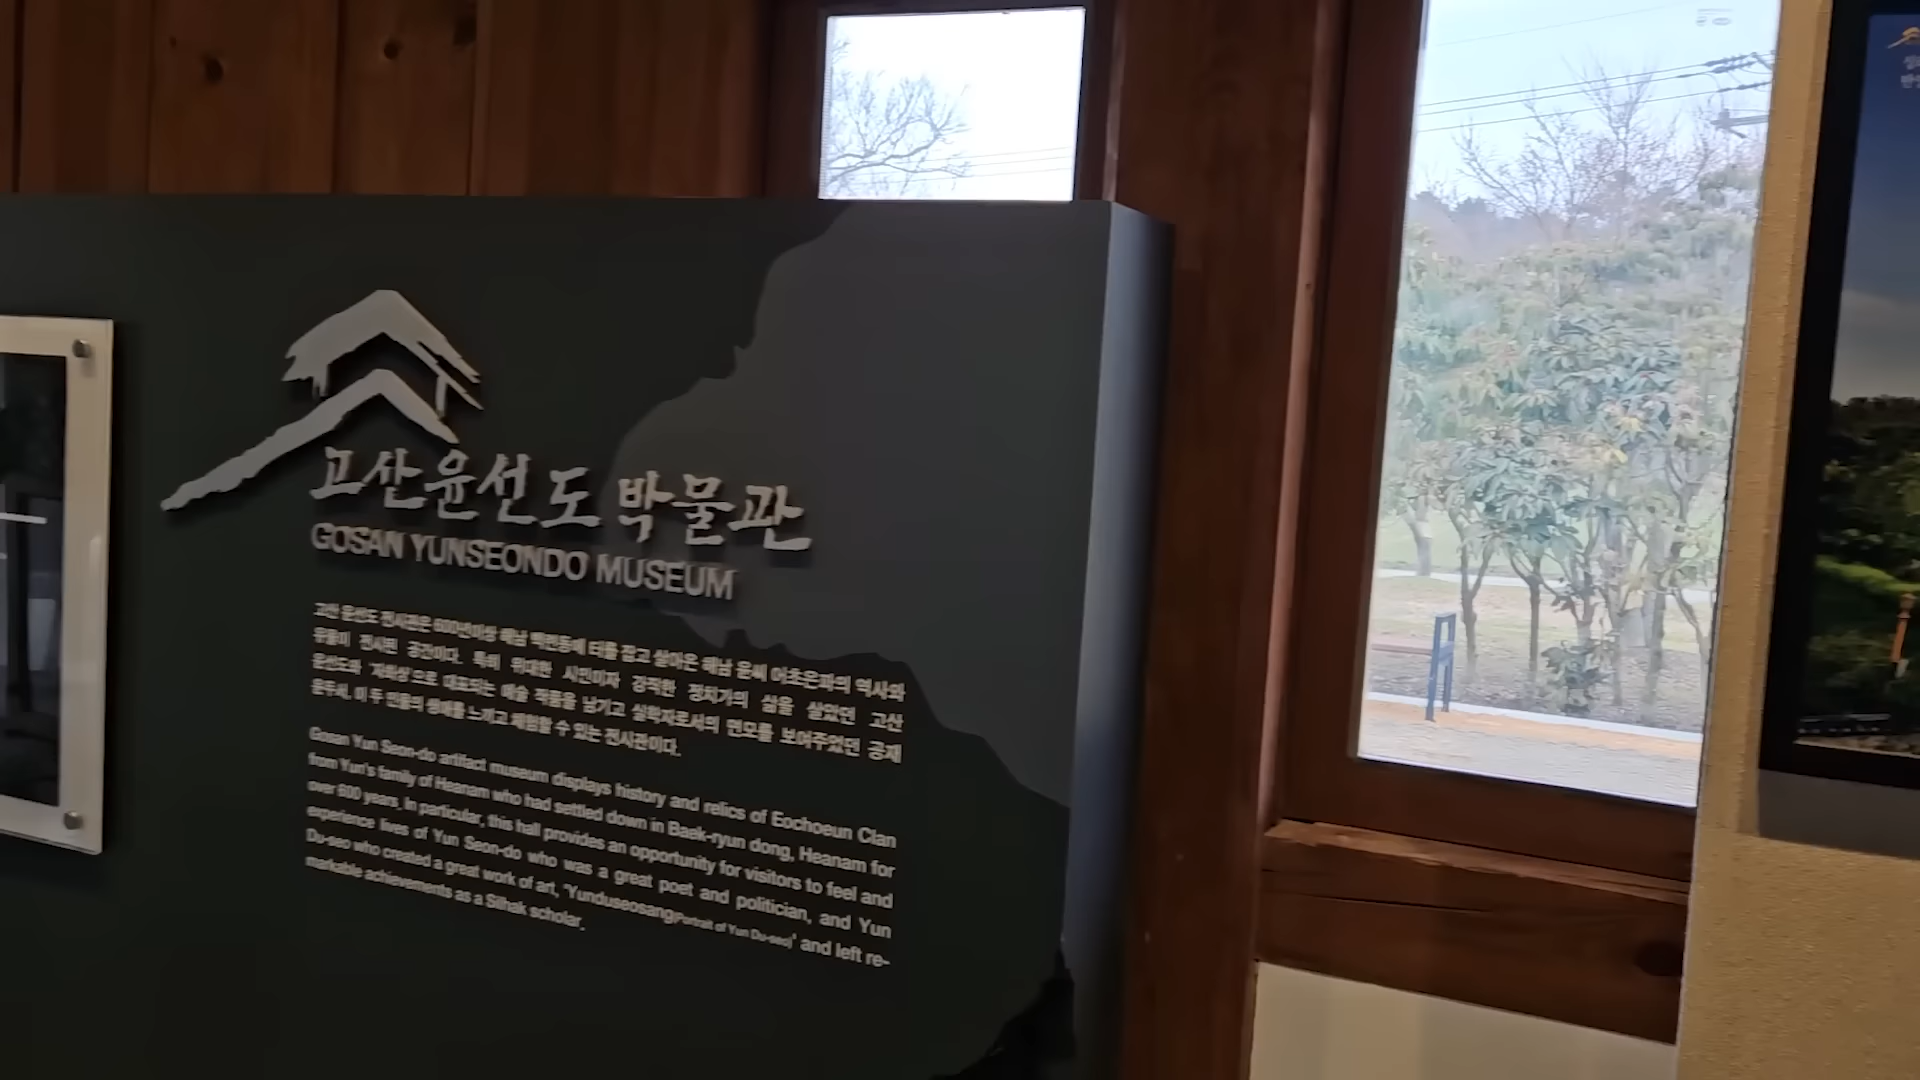 고산윤선도 박물관
GOSAN YUNSEONDO MUSEUM
고산 윤선도 전시관은 600년이상 해남 백련동에 터를 잡고 살아온 해남 윤씨 어초은파의 역사와
유물이 전시된 공간이다. 특히 위대한 시인이자 강직한 정치가의 삶을 살았던 고산
윤선도와 '자화상'으로 대표되는 예술 작품을 남기고 실학자로서의 면모를 보여주었던 공재
윤두서, 이 두 인물의 생애를 느끼고 체험할 수 있는 전시관이다.
Gosan Yun Seon-do artifact museum displays history and relics of Eochoeun Clan
from Yun's family of Heanam who had settled down in Baek-ryun dong, Heanam for
over 600 years. In particular, this hall provides an opportunity for visitors to feel and
experience lives of Yun Seon-do who was a great poet and politician, and Yun
Du-seo who created a great work of art, 'Yunduseosang(Portrait of Yun Du-seo)' and left re-
markable achievements as a Silhak scholar.